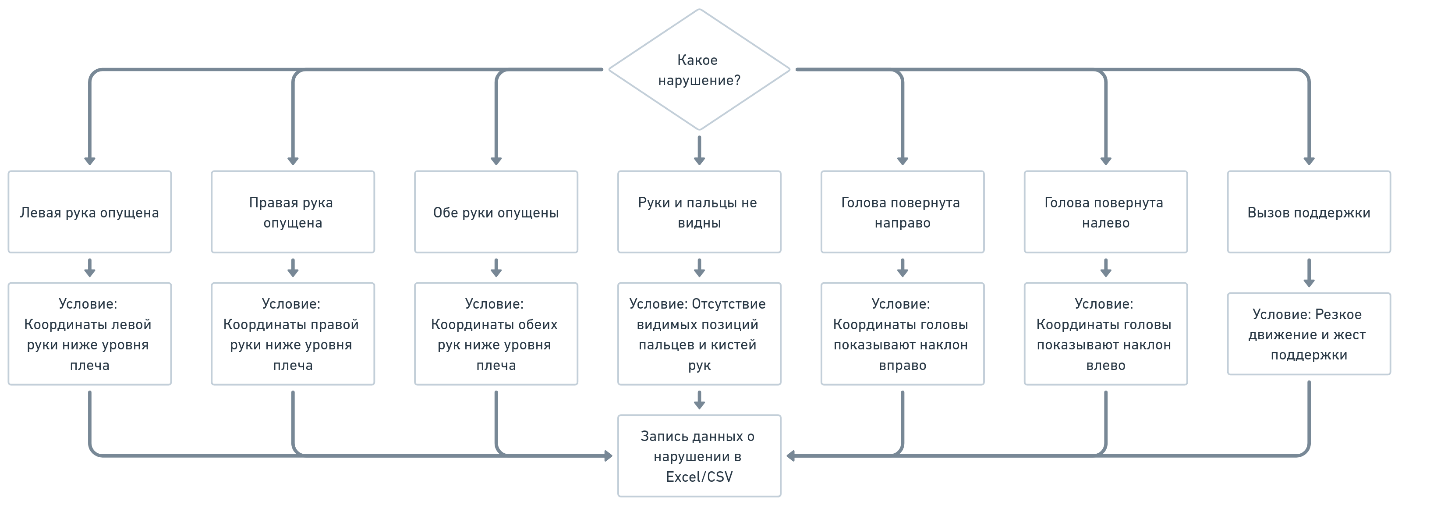 Какое
нарушение?
Левая рука опущена
Правая рука
опущена
Обе руки опущены
Руки и пальцы не
видны
Голова повернута
направо
Голова повернута
налево
Вызов поддержки
Условие:
Координаты левой
руки ниже уровня
плеча
Условие:
Координаты правой
руки ниже уровня
плеча
Условие:
Координаты обеих
рук ниже уровня
плеча
Условие: Отсутствие
видимых позиций
пальцев и кистей
рук
Условие:
Координаты головы
показывают наклон
вправо
Условие:
Координаты головы
показывают наклон
влево
Условие: Резкое
движение и жест
поддержки
Запись данных о
нарушении в
Excel/CSV